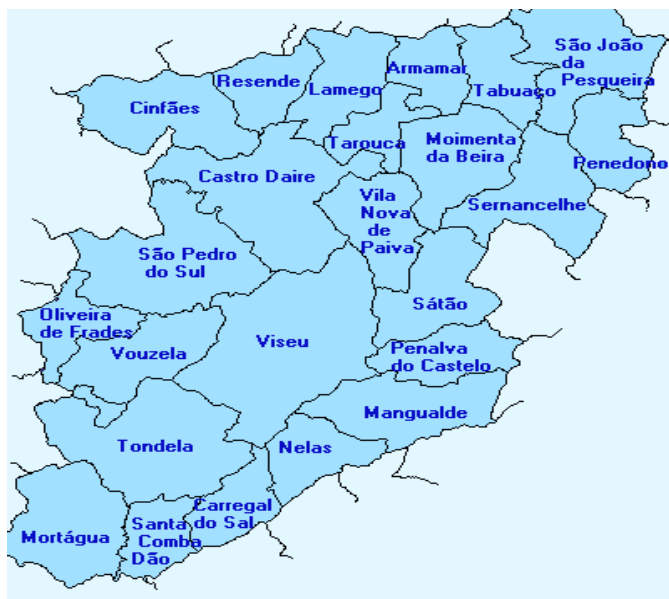 São João
da
Pesqueira
Resende
Armamar
Lamego
Tabuaço
Cinfães
Tarouca
Moimenta
da Beira
Penedono
Castro Daire
Vila
Nova
de
Paiva
Sernancelhe
São Pedro
do Sul
Sátão
Oliveira
de Frades
Vouzela
Viseu
Penalva
do Castelo
Mangualde
Tondela
Nelas
Carregal
do Sal
Mortágua
Santa
Comba
Dão